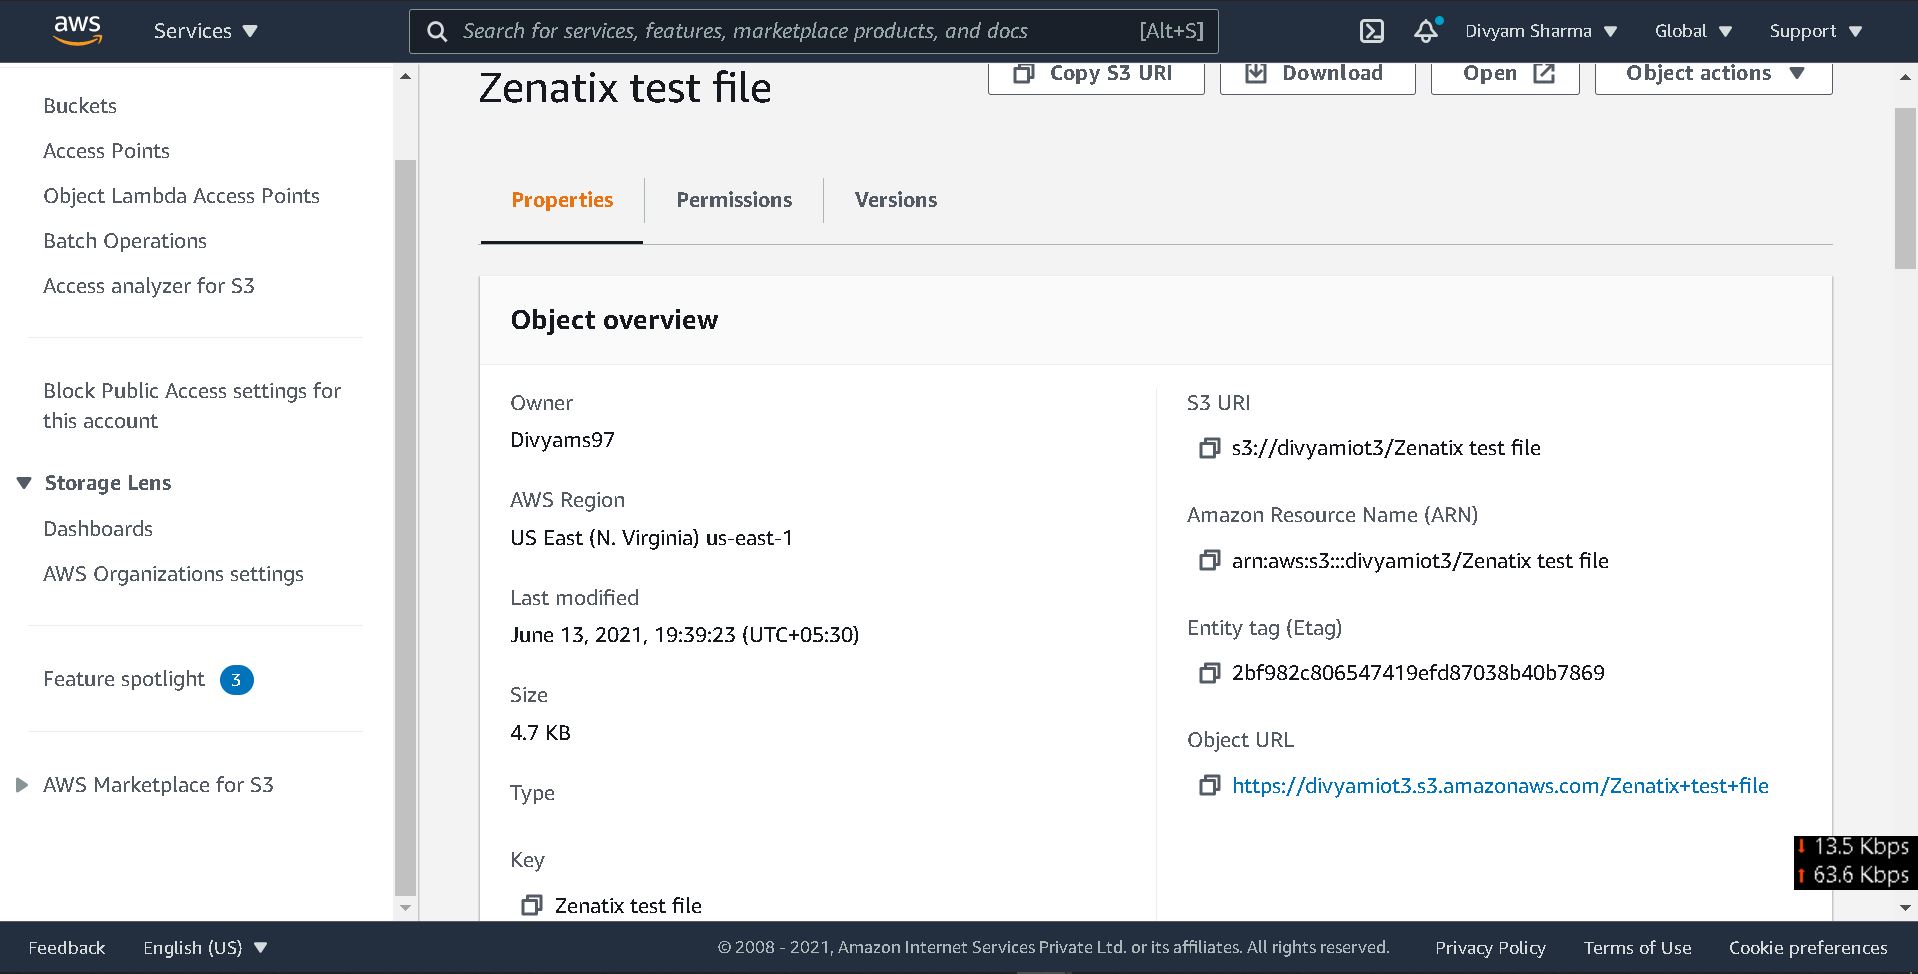 aws
Services
Search for services, features, marketplace products, and docs [Alt+S]
Divyam Sharma
Global
Support
Buckets
Access Points
Object Lambda Access Points
Batch Operations
Access analyzer for S3
Block Public Access settings for
this account
Storage Lens
Dashboards
AWS Organizations settings
Feature spotlight 3
AWS Marketplace for S3
Zenatix test file
Copy S3 URI
Download
Open
Object actions
Properties
Permissions
Versions
Object overview
Owner
Divyams97
AWS Region
US East (N. Virginia) us-east-1
Last modified
June 13, 2021, 19:39:23 (UTC+05:30)
Size
4.7 KB
Type
Key
Zenatix test file
S3 URI
s3://divyamiot3/Zenatix test file
Amazon Resource Name (ARN)
arn:aws:s3:::divyamiot3/Zenatix test file
Entity tag (Etag)
2bf982c806547419efd87038b40b7869
Object URL
https://divyamiot3.s3.amazonaws.com/Zenatix+test+file
13.5 Kbps
63.6 Kbps
Feedback
English (US)
© 2008 - 2021, Amazon Internet Services Private Ltd. or its affiliates. All rights reserved.
Privacy Policy
Terms of Use
Cookie preferences